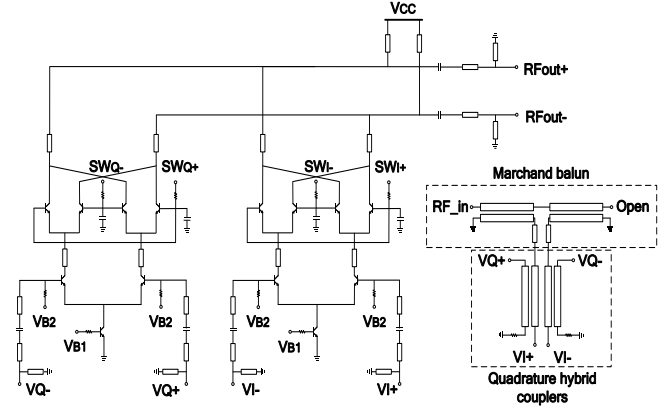 VCC
RFout+
RFout-
SWQ- SWQ+ SWI- SWI+
Marchand balun
RF_in Open
VQ+ VQ-
VB2 VB2 VB2 VB2
VB1 VB1
VI+ VI-
VQ- VQ+ VI- VI+
Quadrature hybrid
couplers